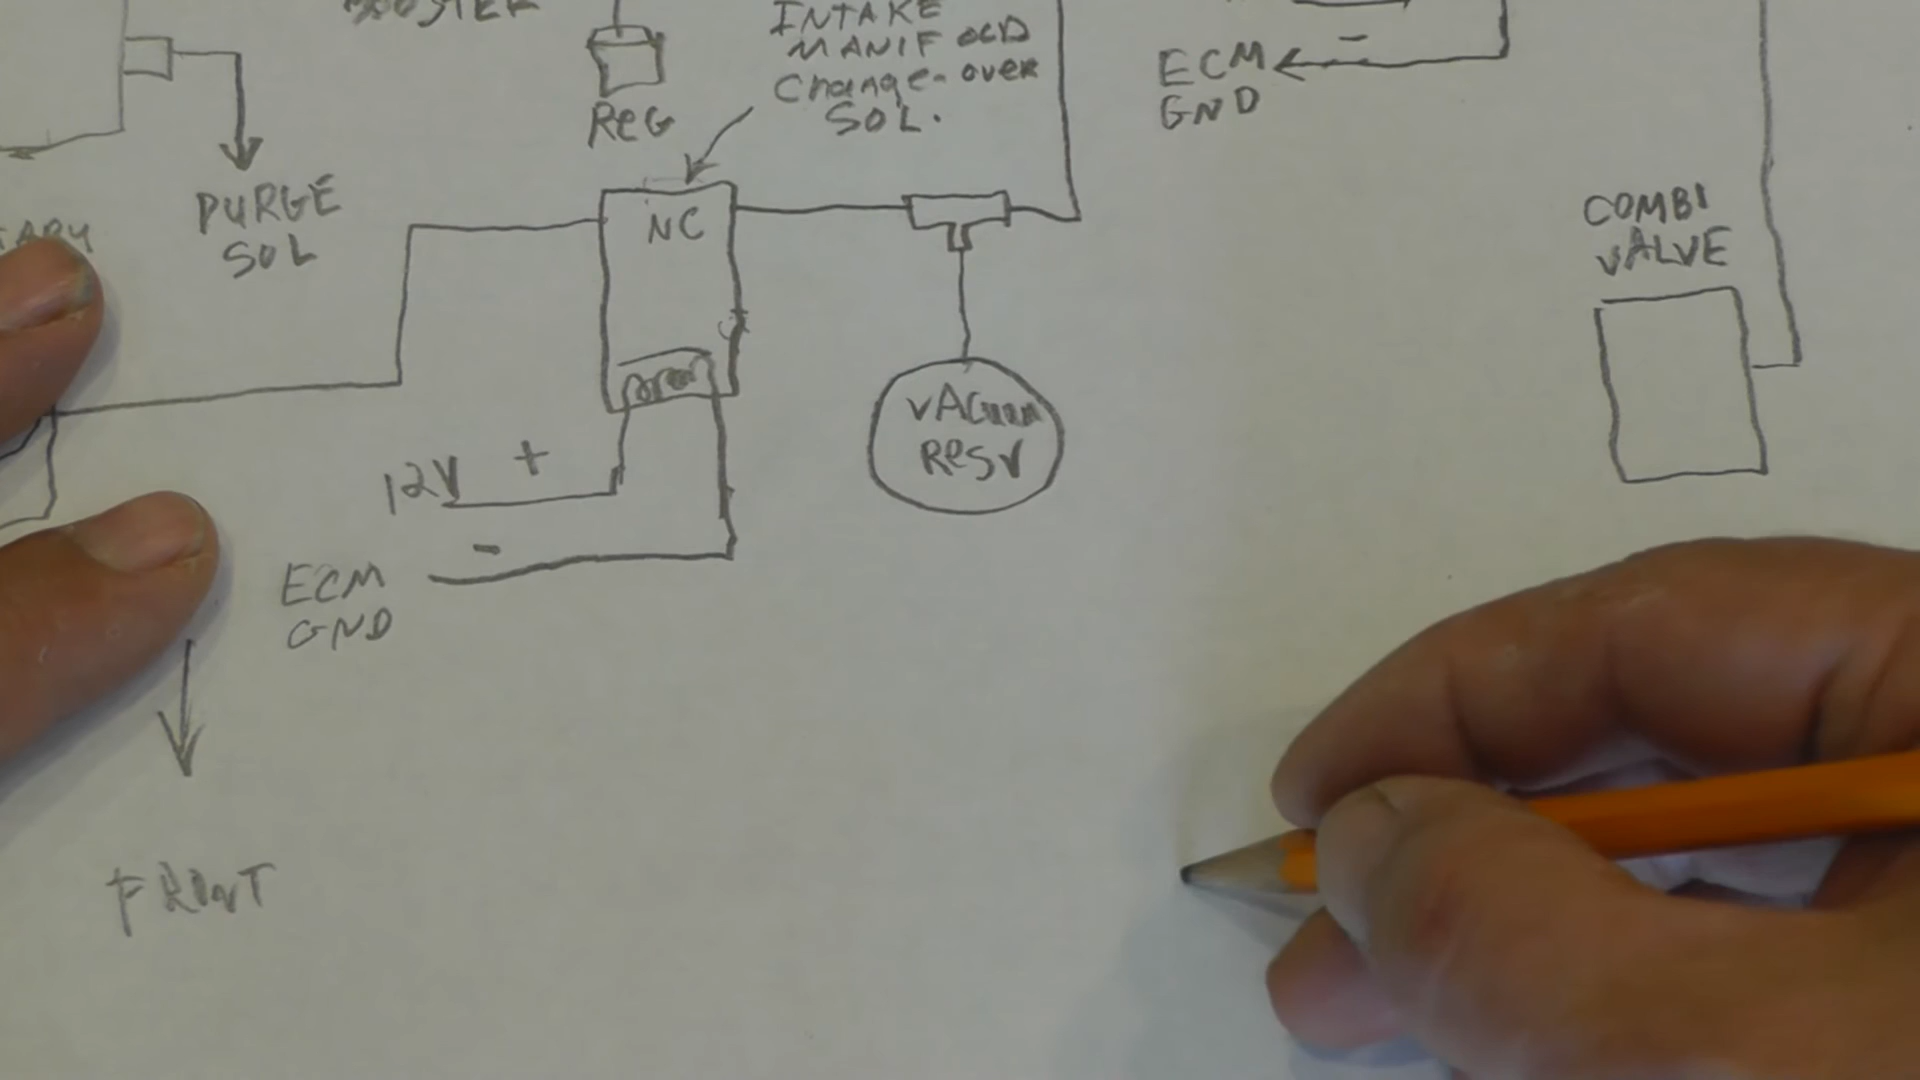 INTAKE
MANIFOLD
Change-over
SOL.
REG
ECM
GND
-
PURGE
SOL
NC
COMBI
VALVE
VACUUM
RESV
12V +
-
ECM
GND
FRONT